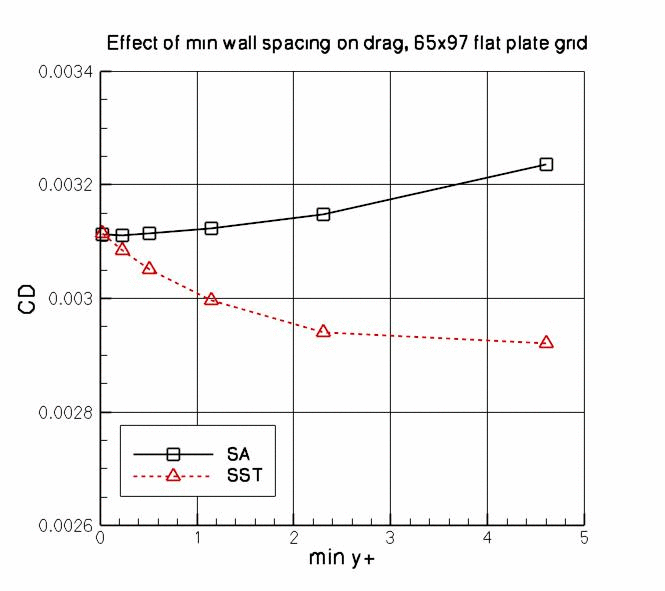 Effect of min wall spacing on drag, 65x97 flat plate grid
0.0034
0.0032
0.003
0.0028
0.0026
CD
SA
SST
0 1 2 3 4 5
min y+